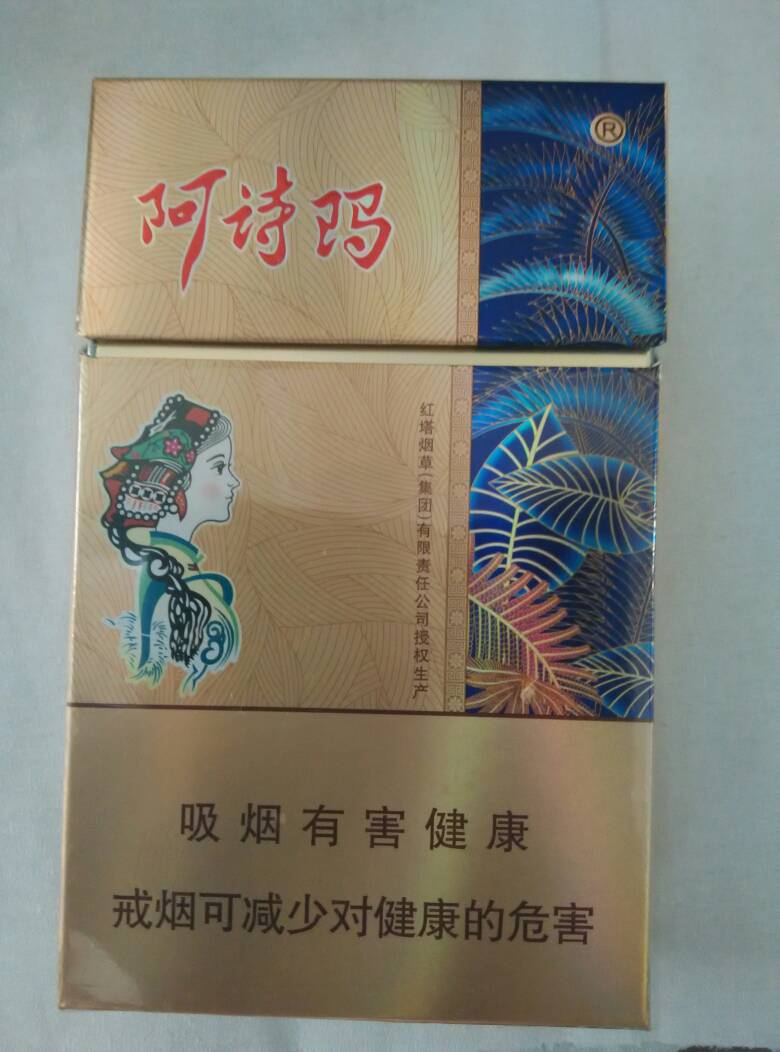 阿诗玛
®
红塔烟草(集团)有限责任公司授权生产
吸烟有害健康
戒烟可减少对健康的危害